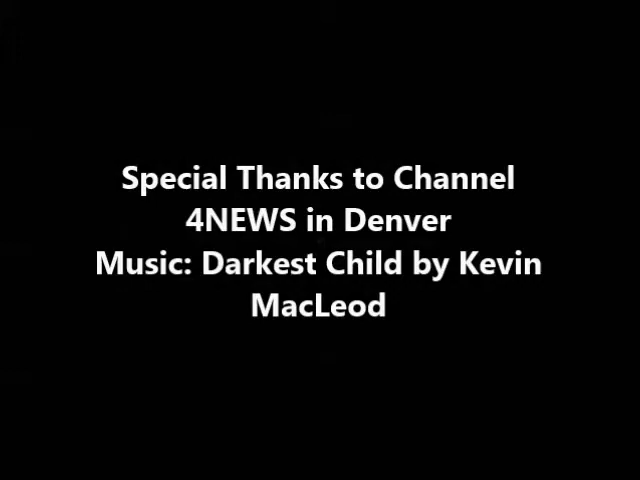 Special Thanks to Channel
4NEWS in Denver
Music: Darkest Child by Kevin
MacLeod